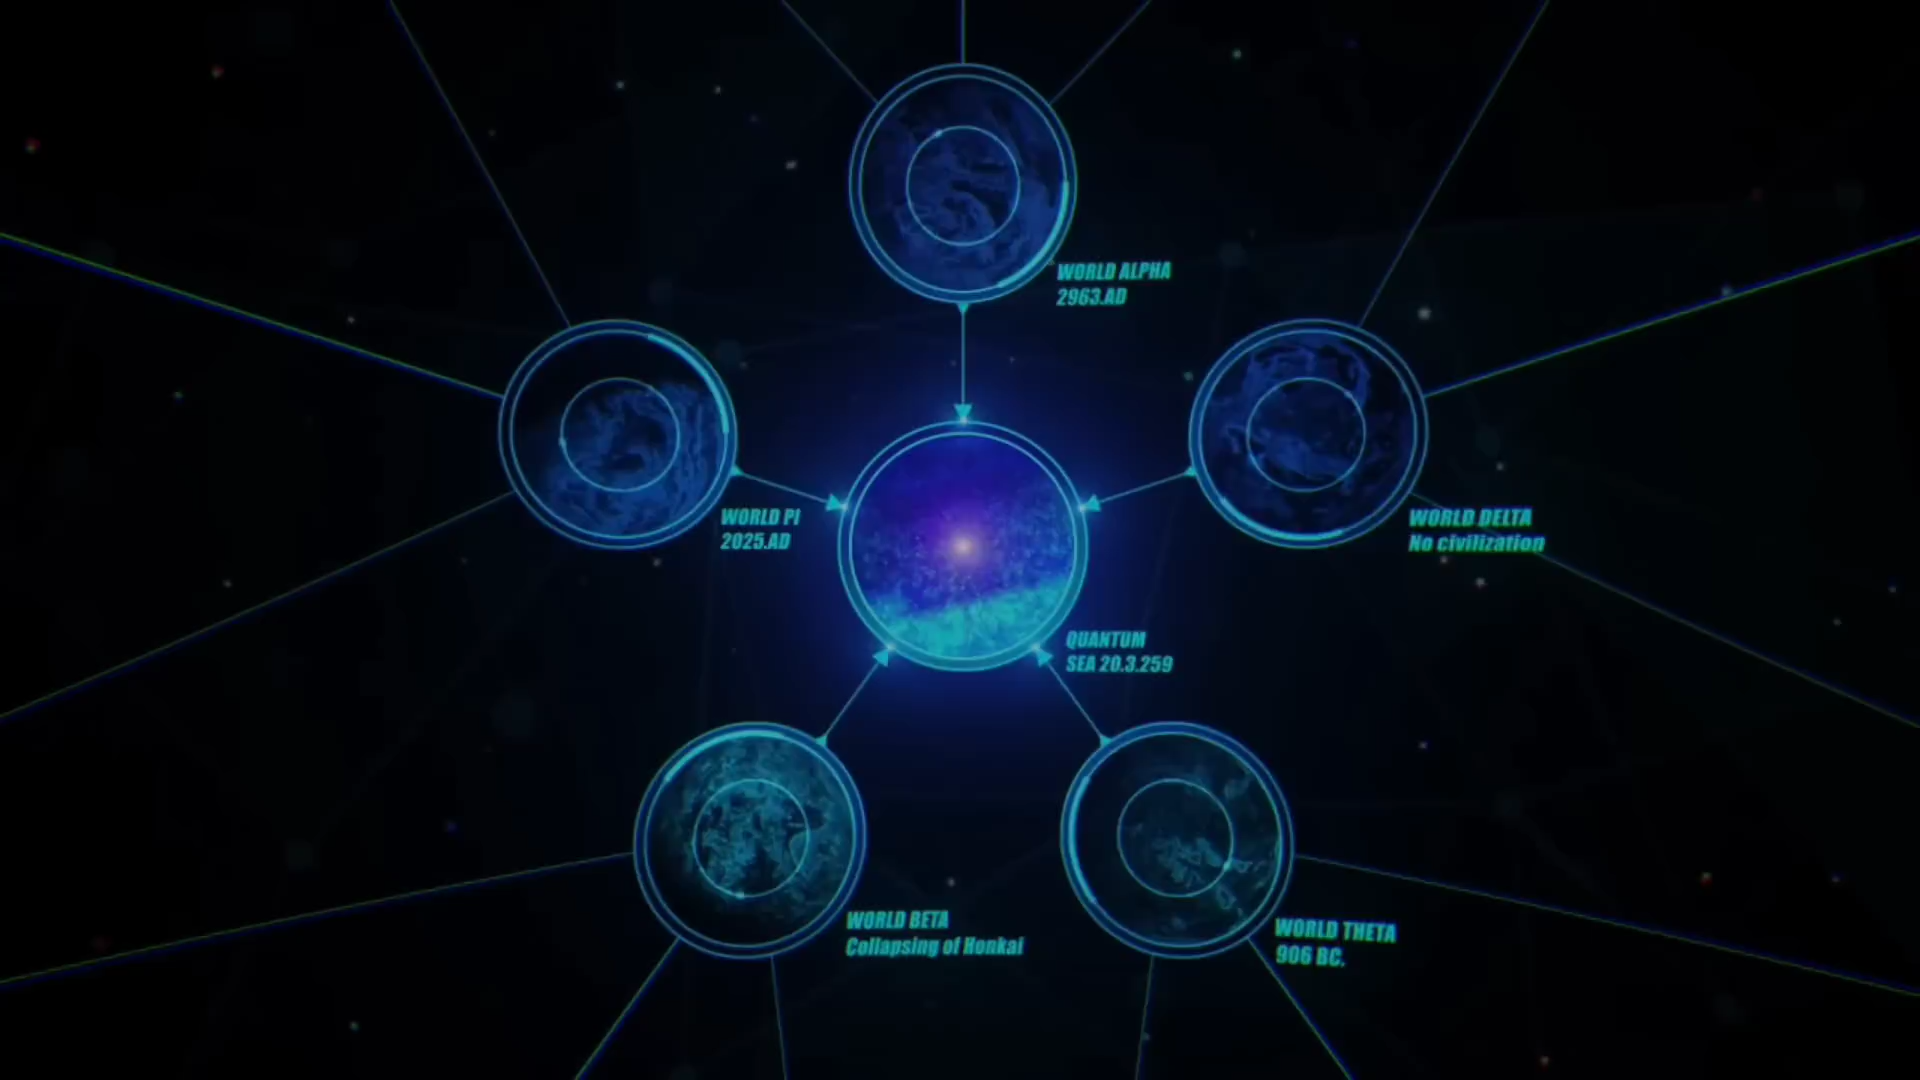 WORLD ALPHA
2963.AD
WORLD PI
2025.AD
WORLD DELTA
No civilization
QUANTUM
SEA 20.3.259
WORLD BETA
Collapsing of Honkai
WORLD THETA
906 BC.